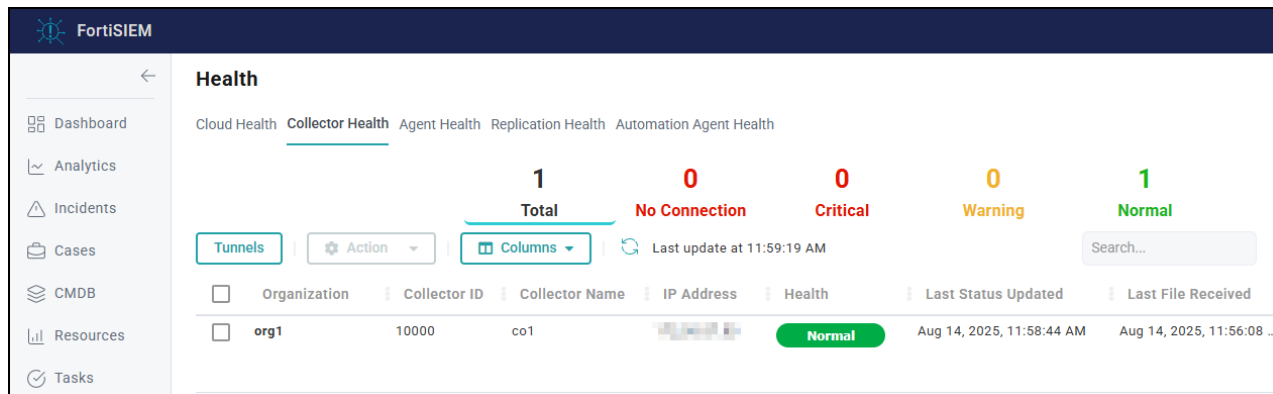 FortiSIEM
Health
Dashboard
Cloud Health Collector Health Agent Health Replication Health Automation Agent Health
Analytics
1 0 0 0 1
Incidents
Total No Connection Critical Warning Normal
Cases
Tunnels Action Columns Last update at 11:59:19 AM Search...
CMDB
Organization Collector ID Collector Name IP Address Health Last Status Updated Last File Received
Resources
org1 10000 co1 Normal Aug 14, 2025, 11:58:44 AM Aug 14, 2025, 11:56:08 ..
Tasks